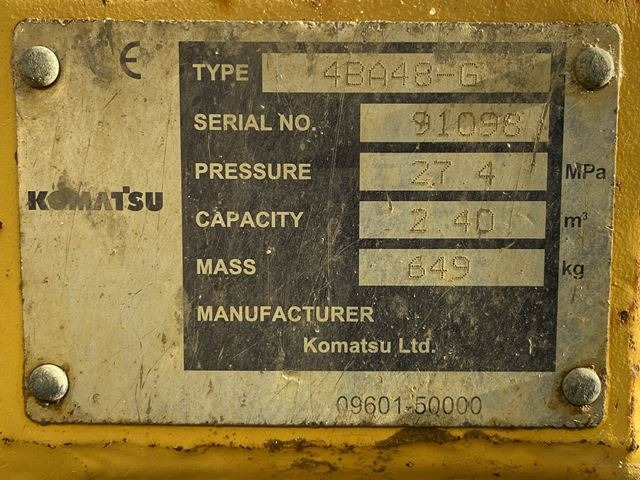 CE
TYPE 4BA48-G
SERIAL NO. 91098
PRESSURE 27.4 MPa
KOMATSU
CAPACITY 2.40 m³
MASS 649 kg
MANUFACTURER
Komatsu Ltd.
09601-50000